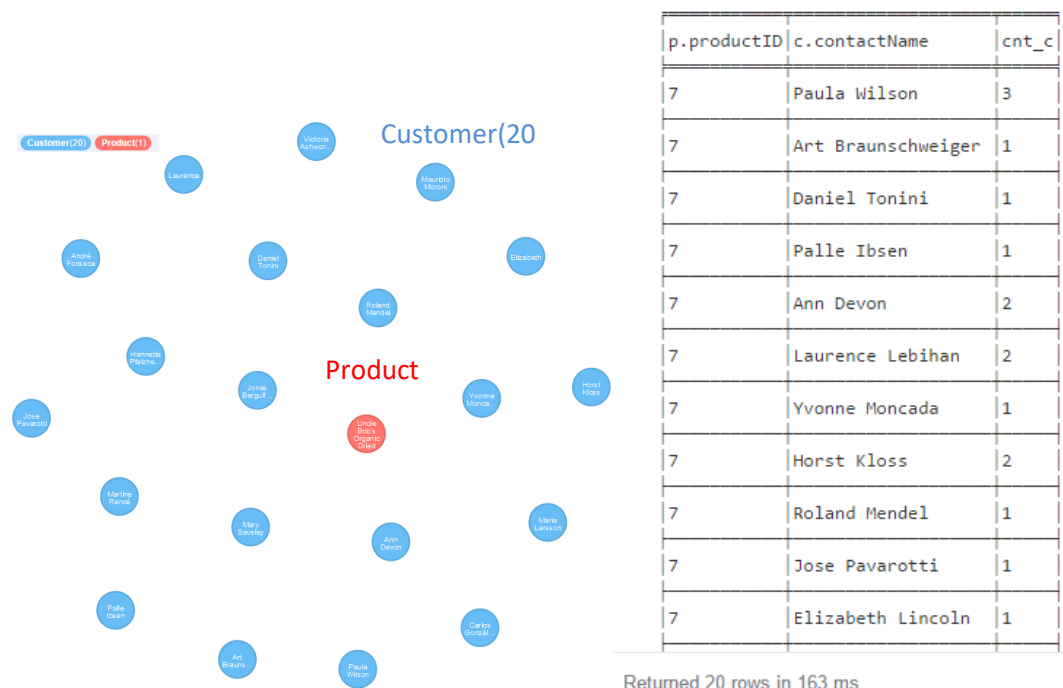 Customer(20) Product(1)
Customer(20
Victoria
Ashwor...
Laurence
Maurizio
Moroni
André
Fonseca
Daniel
Tonini
Elizabeth
Roland
Mendel
Henriette
Pfalzhe...
Product
Jonas
Berguff...
Yvonne
Monca...
Horst
Kloss
Jose
Pavarotti
Uncle
Bob's
Organic
Dried
Martine
Rancé
Mary
Saveley
Ann
Devon
Maria
Larsson
Palle
Ibsen
Carlos
Gonzál...
Art
Brauns...
Paula
Wilson
p.productID c.contactName cnt_c
7 Paula Wilson 3
7 Art Braunschweiger 1
7 Daniel Tonini 1
7 Palle Ibsen 1
7 Ann Devon 2
7 Laurence Lebihan 2
7 Yvonne Moncada 1
7 Horst Kloss 2
7 Roland Mendel 1
7 Jose Pavarotti 1
7 Elizabeth Lincoln 1
Returned 20 rows in 163 ms